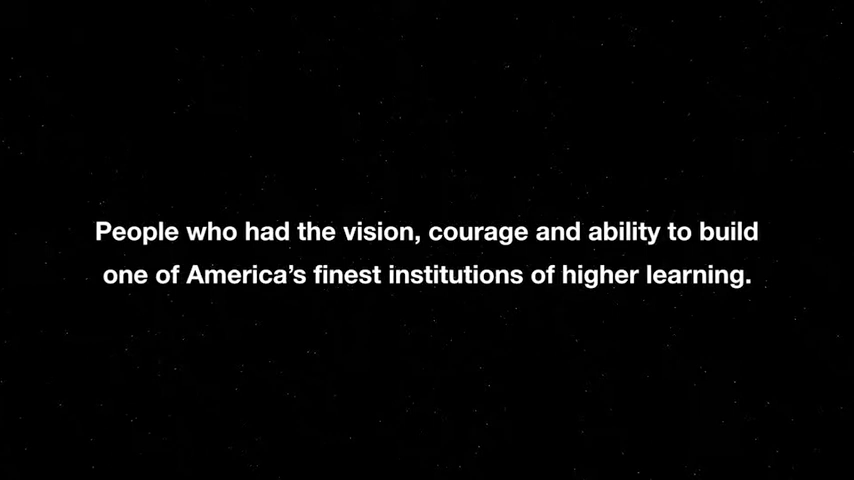 People who had the vision, courage and ability to build
one of America’s finest institutions of higher learning.